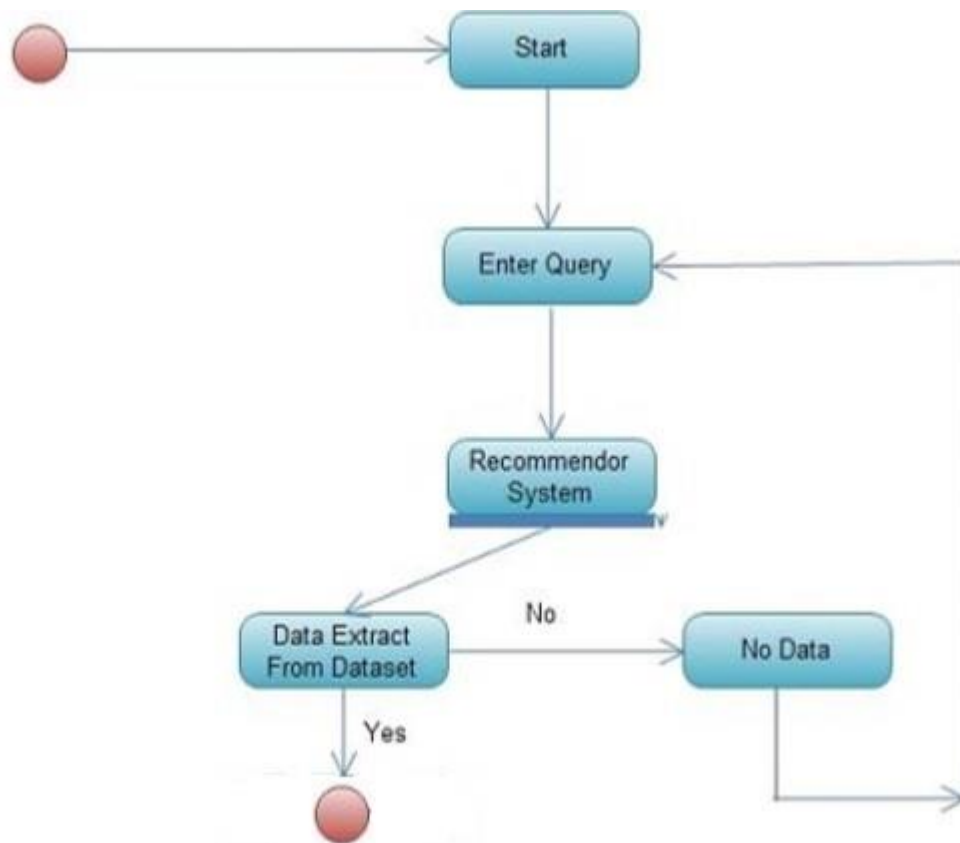 Start
Enter Query
Recommendor
System
Data Extract
From Dataset
No
No Data
Yes